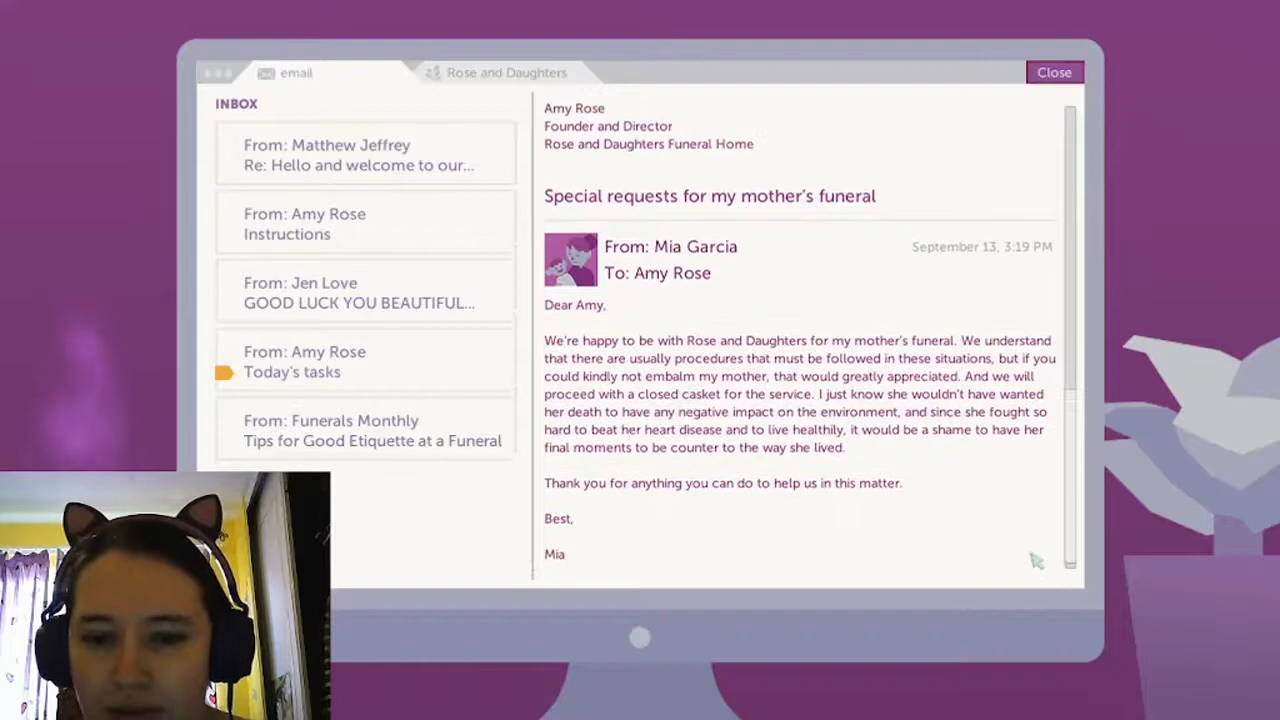 email
Rose and Daughters
Close
INBOX
From: Matthew Jeffrey
Re: Hello and welcome to our...
From: Amy Rose
Instructions
From: Jen Love
GOOD LUCK YOU BEAUTIFUL...
From: Amy Rose
Today's tasks
From: Funerals Monthly
Tips for Good Etiquette at a Funeral
Amy Rose
Founder and Director
Rose and Daughters Funeral Home
Special requests for my mother's funeral
From: Mia Garcia
September 13, 3:19 PM
To: Amy Rose
Dear Amy,
We're happy to be with Rose and Daughters for my mother's funeral. We understand
that there are usually procedures that must be followed in these situations, but if you
could kindly not embalm my mother, that would greatly appreciated. And we will
proceed with a closed casket for the service. I just know she wouldn't have wanted
her death to have any negative impact on the environment, and since she fought so
hard to beat her heart disease and to live healthily, it would be a shame to have her
final moments to be counter to the way she lived.
Thank you for anything you can do to help us in this matter.
Best,
Mia